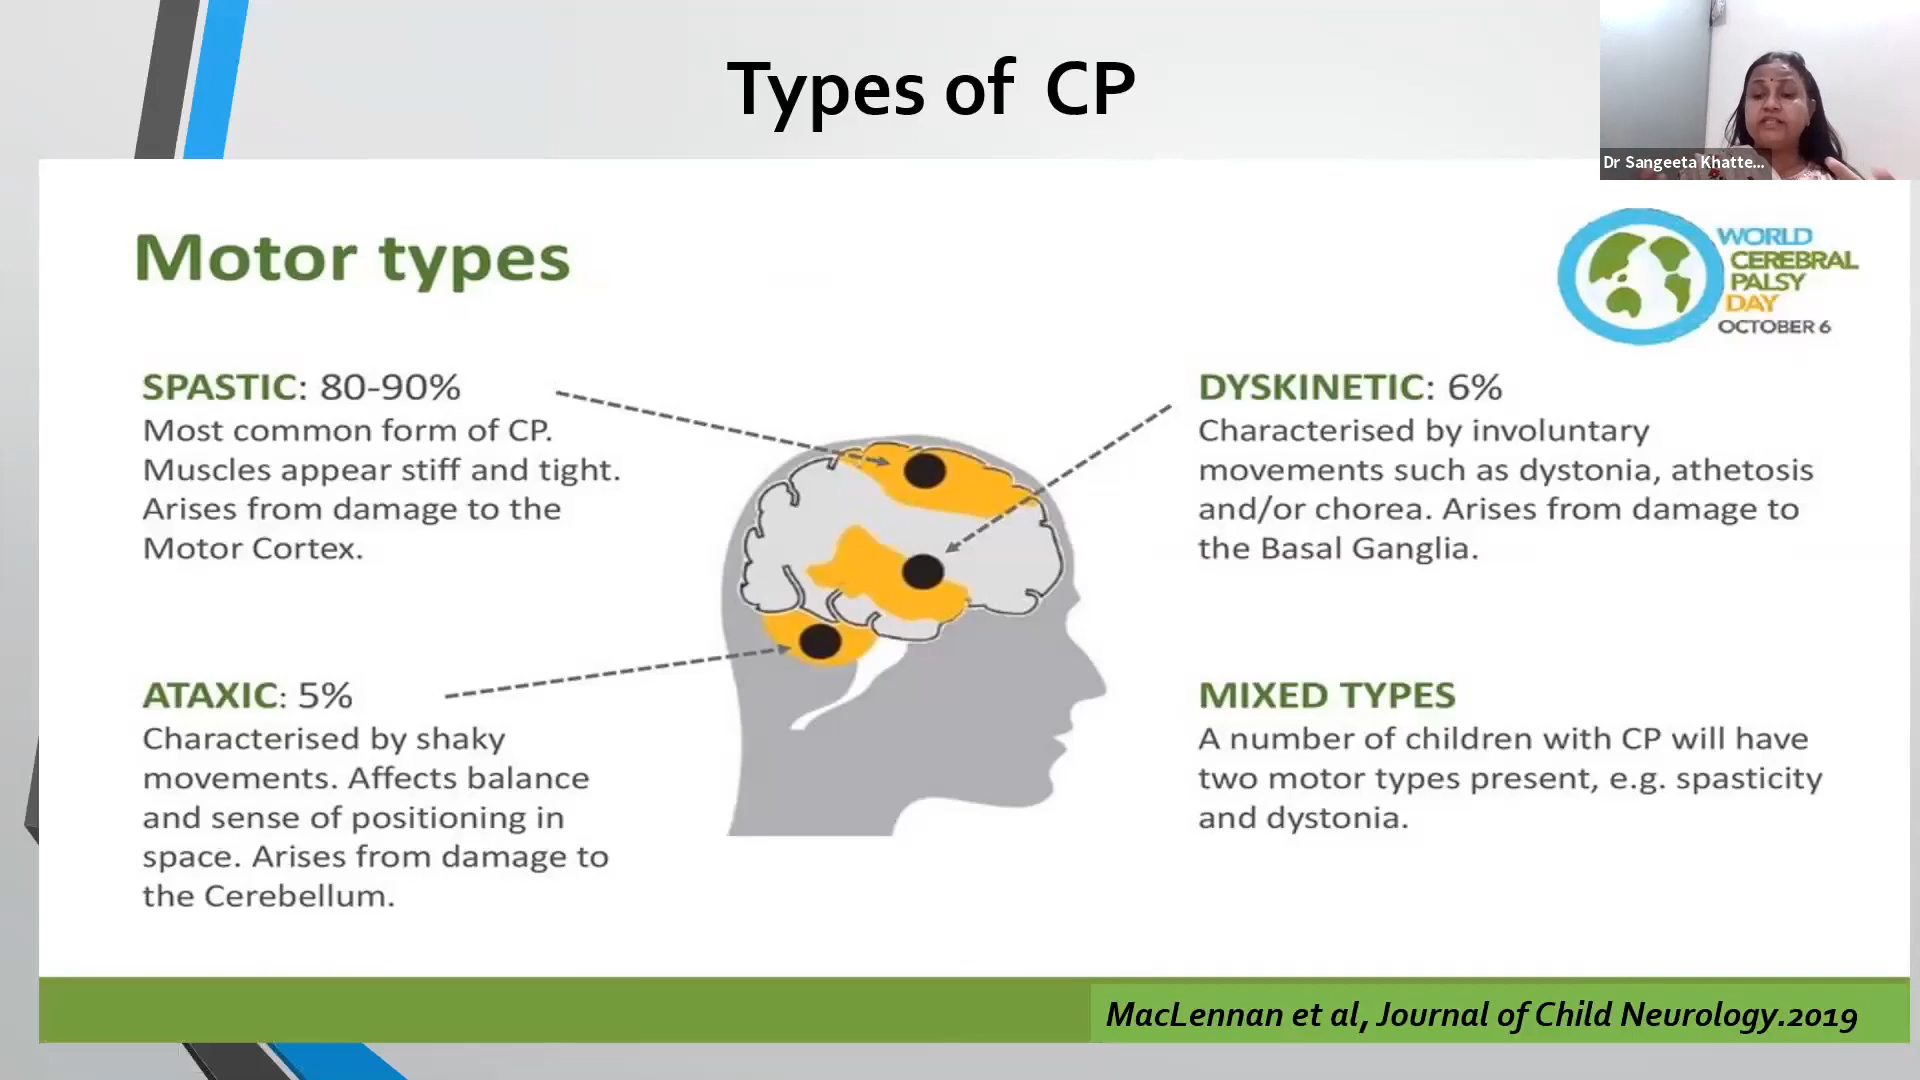 Types of CP
Dr Sangeeta Khatte...
Motor types
WORLD
CEREBRAL
PALSY
DAY
OCTOBER 6
SPASTIC: 80-90%
Most common form of CP.
Muscles appear stiff and tight.
Arises from damage to the
Motor Cortex.
DYSKINETIC: 6%
Characterised by involuntary
movements such as dystonia, athetosis
and/or chorea. Arises from damage to
the Basal Ganglia.
ATAXIC: 5%
Characterised by shaky
movements. Affects balance
and sense of positioning in
space. Arises from damage to
the Cerebellum.
MIXED TYPES
A number of children with CP will have
two motor types present, e.g. spasticity
and dystonia.
MacLennan et al, Journal of Child Neurology.2019